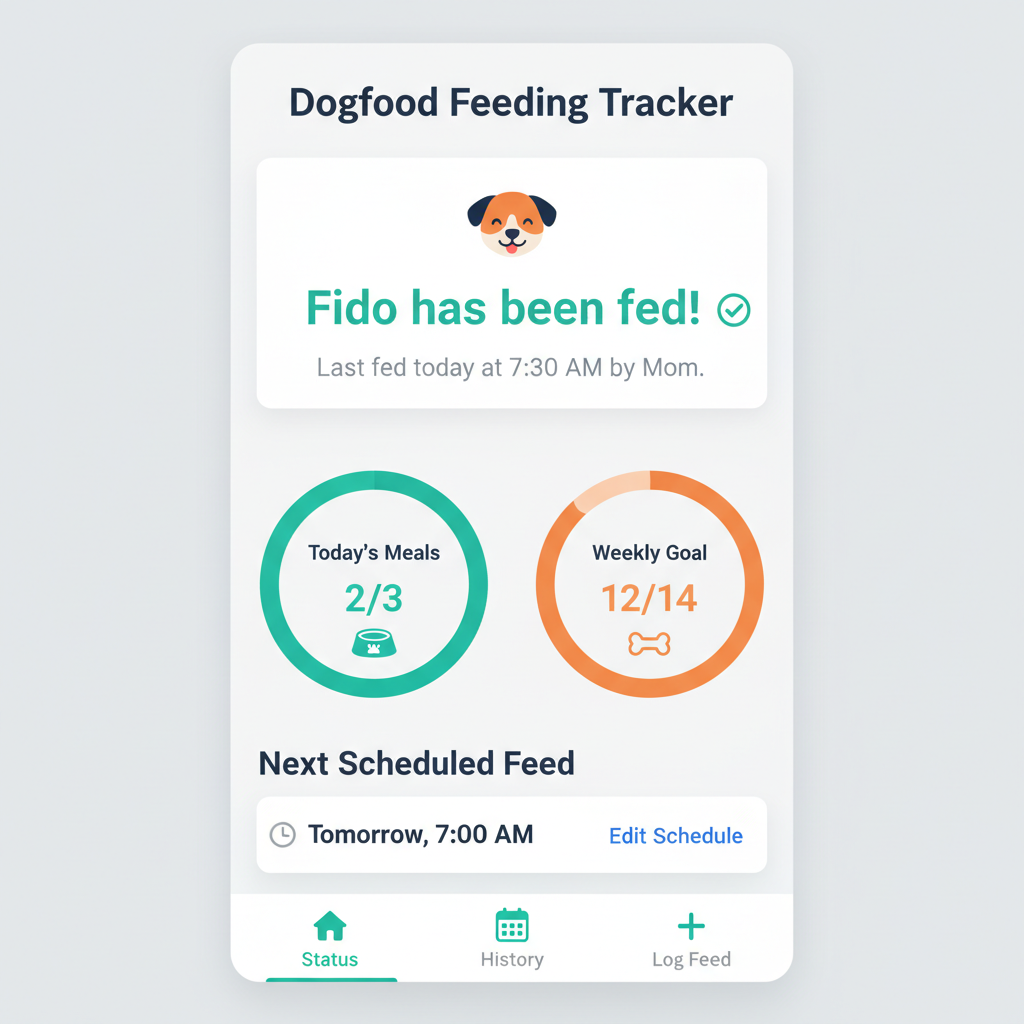 Dogfood Feeding Tracker
Fido has been fed!
Last fed today at 7:30 AM by Mom.
Today's Meals
2/3
Weekly Goal
12/14
Next Scheduled Feed
Tomorrow, 7:00 AM
Edit Schedule
Status
History
Log Feed